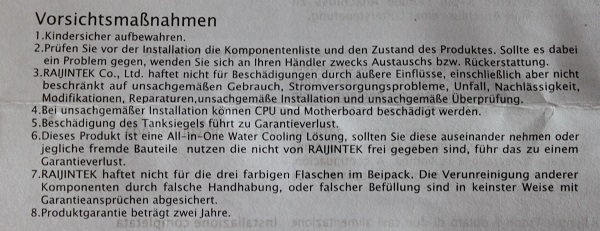 Vorsichtsmaßnahmen
1.Kindersicher aufbewahren.
2.Prüfen Sie vor der Installation die Komponentenliste und den Zustand des Produktes. Sollte es dabei
ein Problem gegen, wenden Sie sich an Ihren Händler zwecks Austauschs bzw. Rückerstattung.
3.RAIJINTEK Co., Ltd. haftet nicht für Beschädigungen durch äußere Einflüsse, einschließlich aber nicht
beschränkt auf unsachgemäßen Gebrauch, Stromversorgungsprobleme, Unfall, Nachlässigkeit,
Modifikationen, Reparaturen,unsachgemäße Installation und unsachgemäße Überprüfung.
4.Bei unsachgemäßer Installation können CPU und Motherboard beschädigt werden.
5.Beschädigung des Tanksiegels führt zu Garantieverlust.
6.Dieses Produkt ist eine All-in-One Water Cooling Lösung, sollten Sie diese auseinander nehmen oder
jegliche fremde Bauteile nutzen die nicht von RAIJINTEK frei gegeben sind, führ das zu einem
Garantieverlust.
7.RAIJINTEK haftet nicht für die drei farbigen Flaschen im Beipack. Die Verunreinigung anderer
Komponenten durch falsche Handhabung, oder falscher Befüllung sind in keinster Weise mit
Garantieansprüchen abgesichert.
8.Produktgarantie beträgt zwei Jahre.